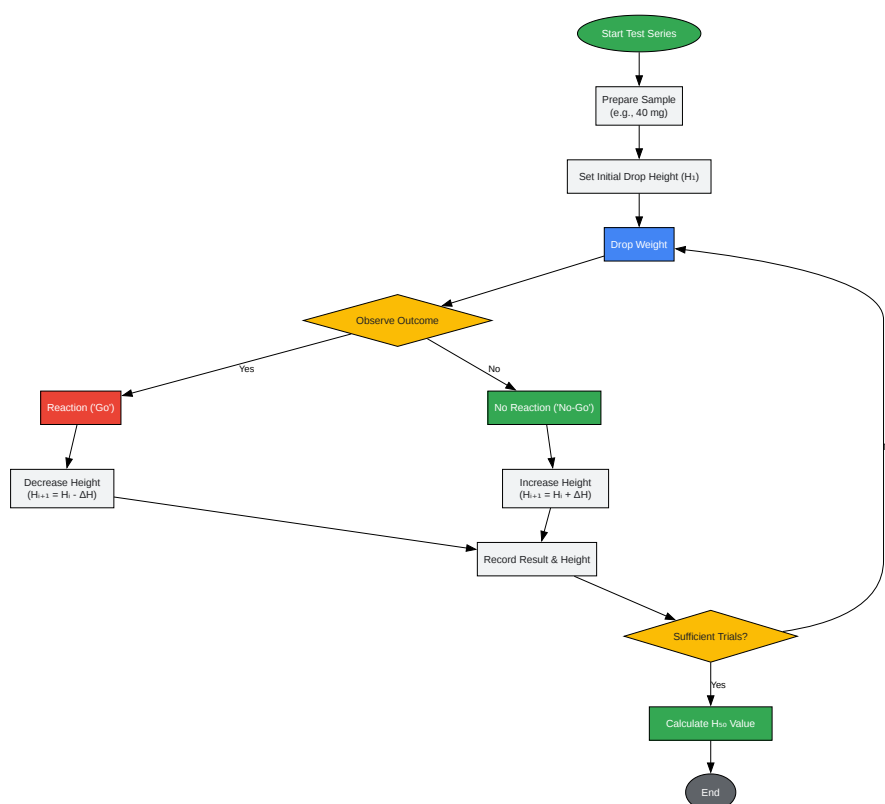 Start Test Series
Prepare Sample
(e.g., 40 mg)
Set Initial Drop Height (H₁)
Drop Weight
Observe Outcome
Yes
No
Reaction ('Go')
No Reaction ('No-Go')
Decrease Height
(Hᵢ₊₁ = Hᵢ - ΔH)
Increase Height
(Hᵢ₊₁ = Hᵢ + ΔH)
Record Result & Height
Sufficient Trials?
Yes
Calculate H₅₀ Value
End